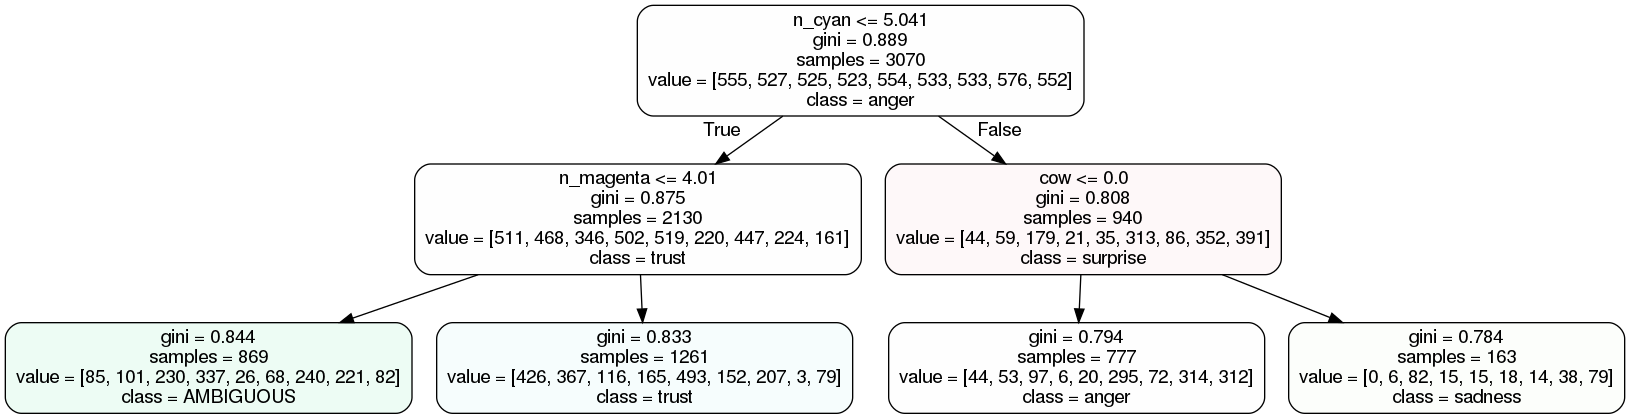 n_cyan <= 5.041
gini = 0.889
samples = 3070
value = [555, 527, 525, 523, 554, 533, 533, 576, 552]
class = anger
True
False
n_magenta <= 4.01
gini = 0.875
samples = 2130
value = [511, 468, 346, 502, 519, 220, 447, 224, 161]
class = trust
cow <= 0.0
gini = 0.808
samples = 940
value = [44, 59, 179, 21, 35, 313, 86, 352, 391]
class = surprise
gini = 0.844
samples = 869
value = [85, 101, 230, 337, 26, 68, 240, 221, 82]
class = AMBIGUOUS
gini = 0.833
samples = 1261
value = [426, 367, 116, 165, 493, 152, 207, 3, 79]
class = trust
gini = 0.794
samples = 777
value = [44, 53, 97, 6, 20, 295, 72, 314, 312]
class = anger
gini = 0.784
samples = 163
value = [0, 6, 82, 15, 15, 18, 14, 38, 79]
class = sadness